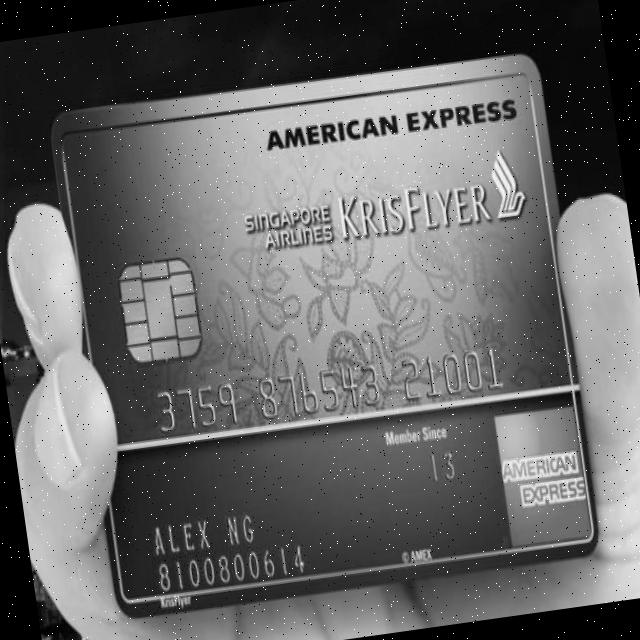 AMERICAN EXPRESS
SINGAPORE AIRLINES KRISFLYER
3759 876543 21001
Member Since
13
AMERICAN EXPRESS
ALEX NG
8100800614
© AMEX
KrisFlyer